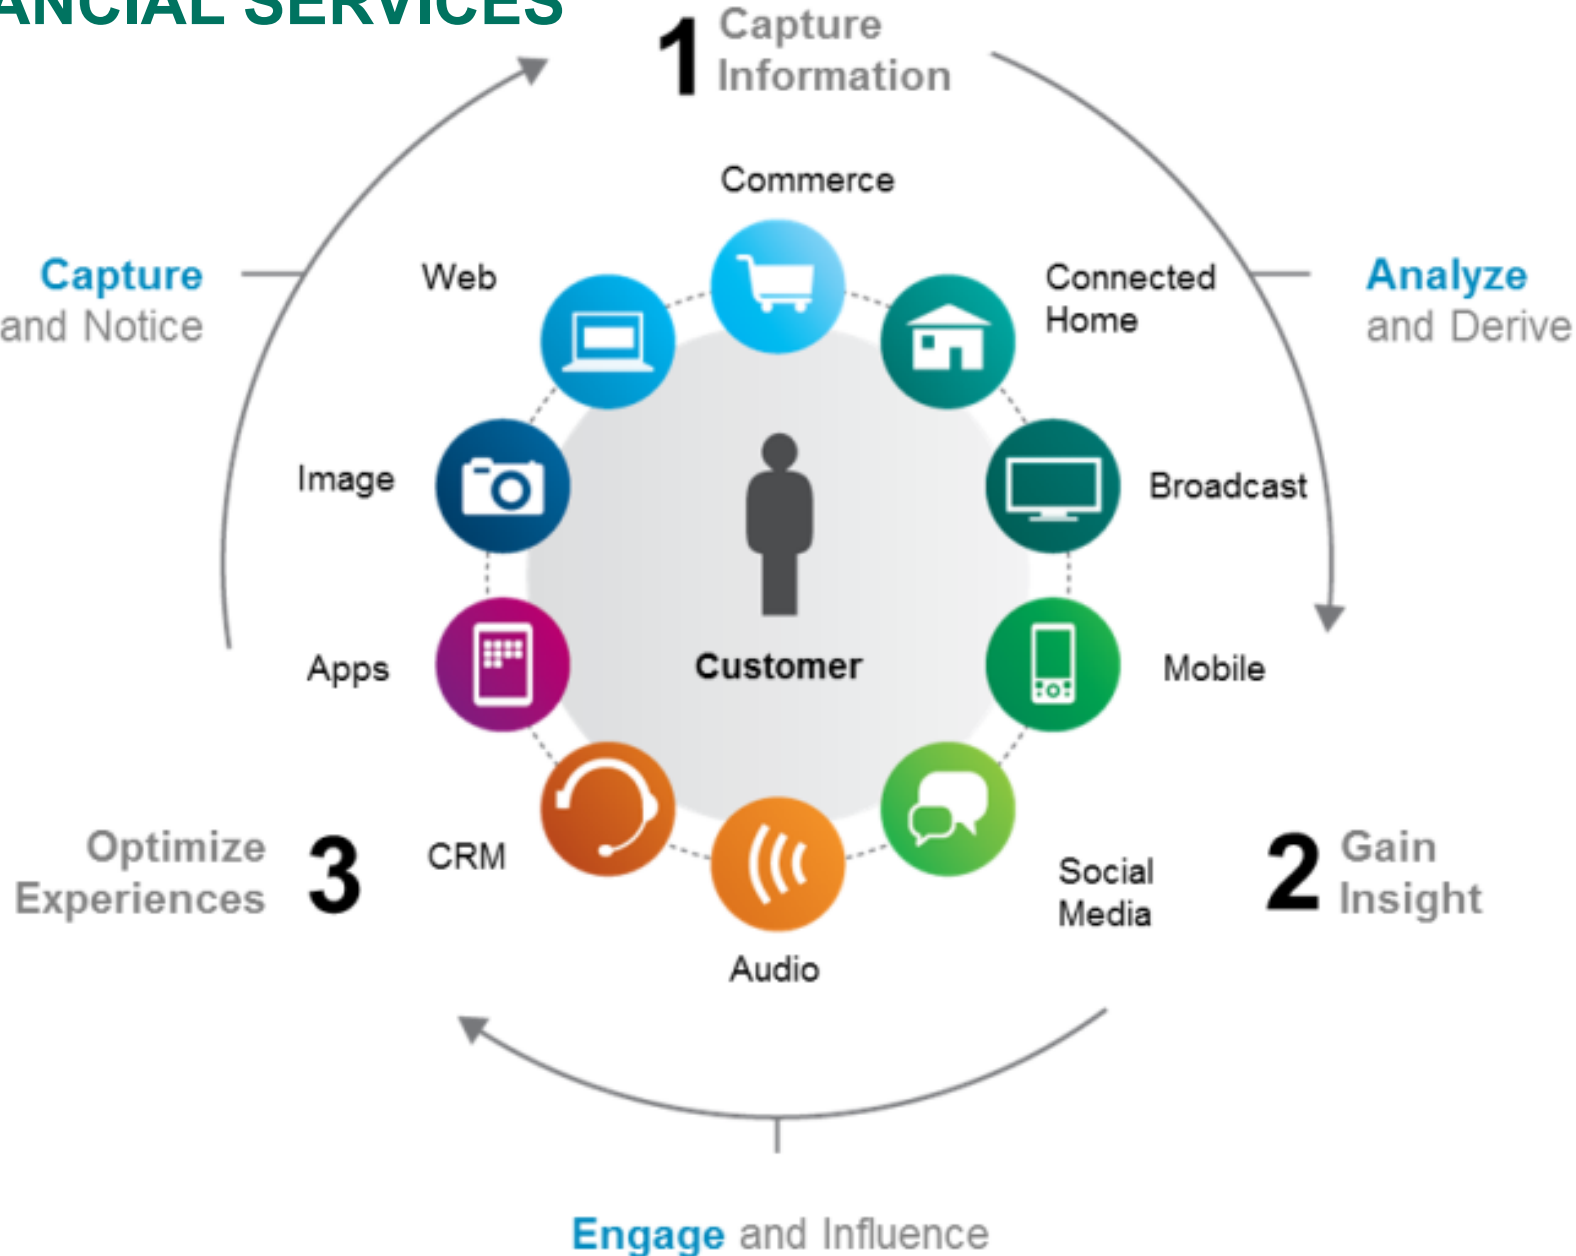 ANCIAL SERVICES
1 Capture
Information
Commerce
Web
Connected
Home
Capture
and Notice
Analyze
and Derive
Image
Broadcast
Apps
Customer
Mobile
Optimize
Experiences
3
CRM
Social
Media
2
Gain
Insight
Audio
Engage and Influence